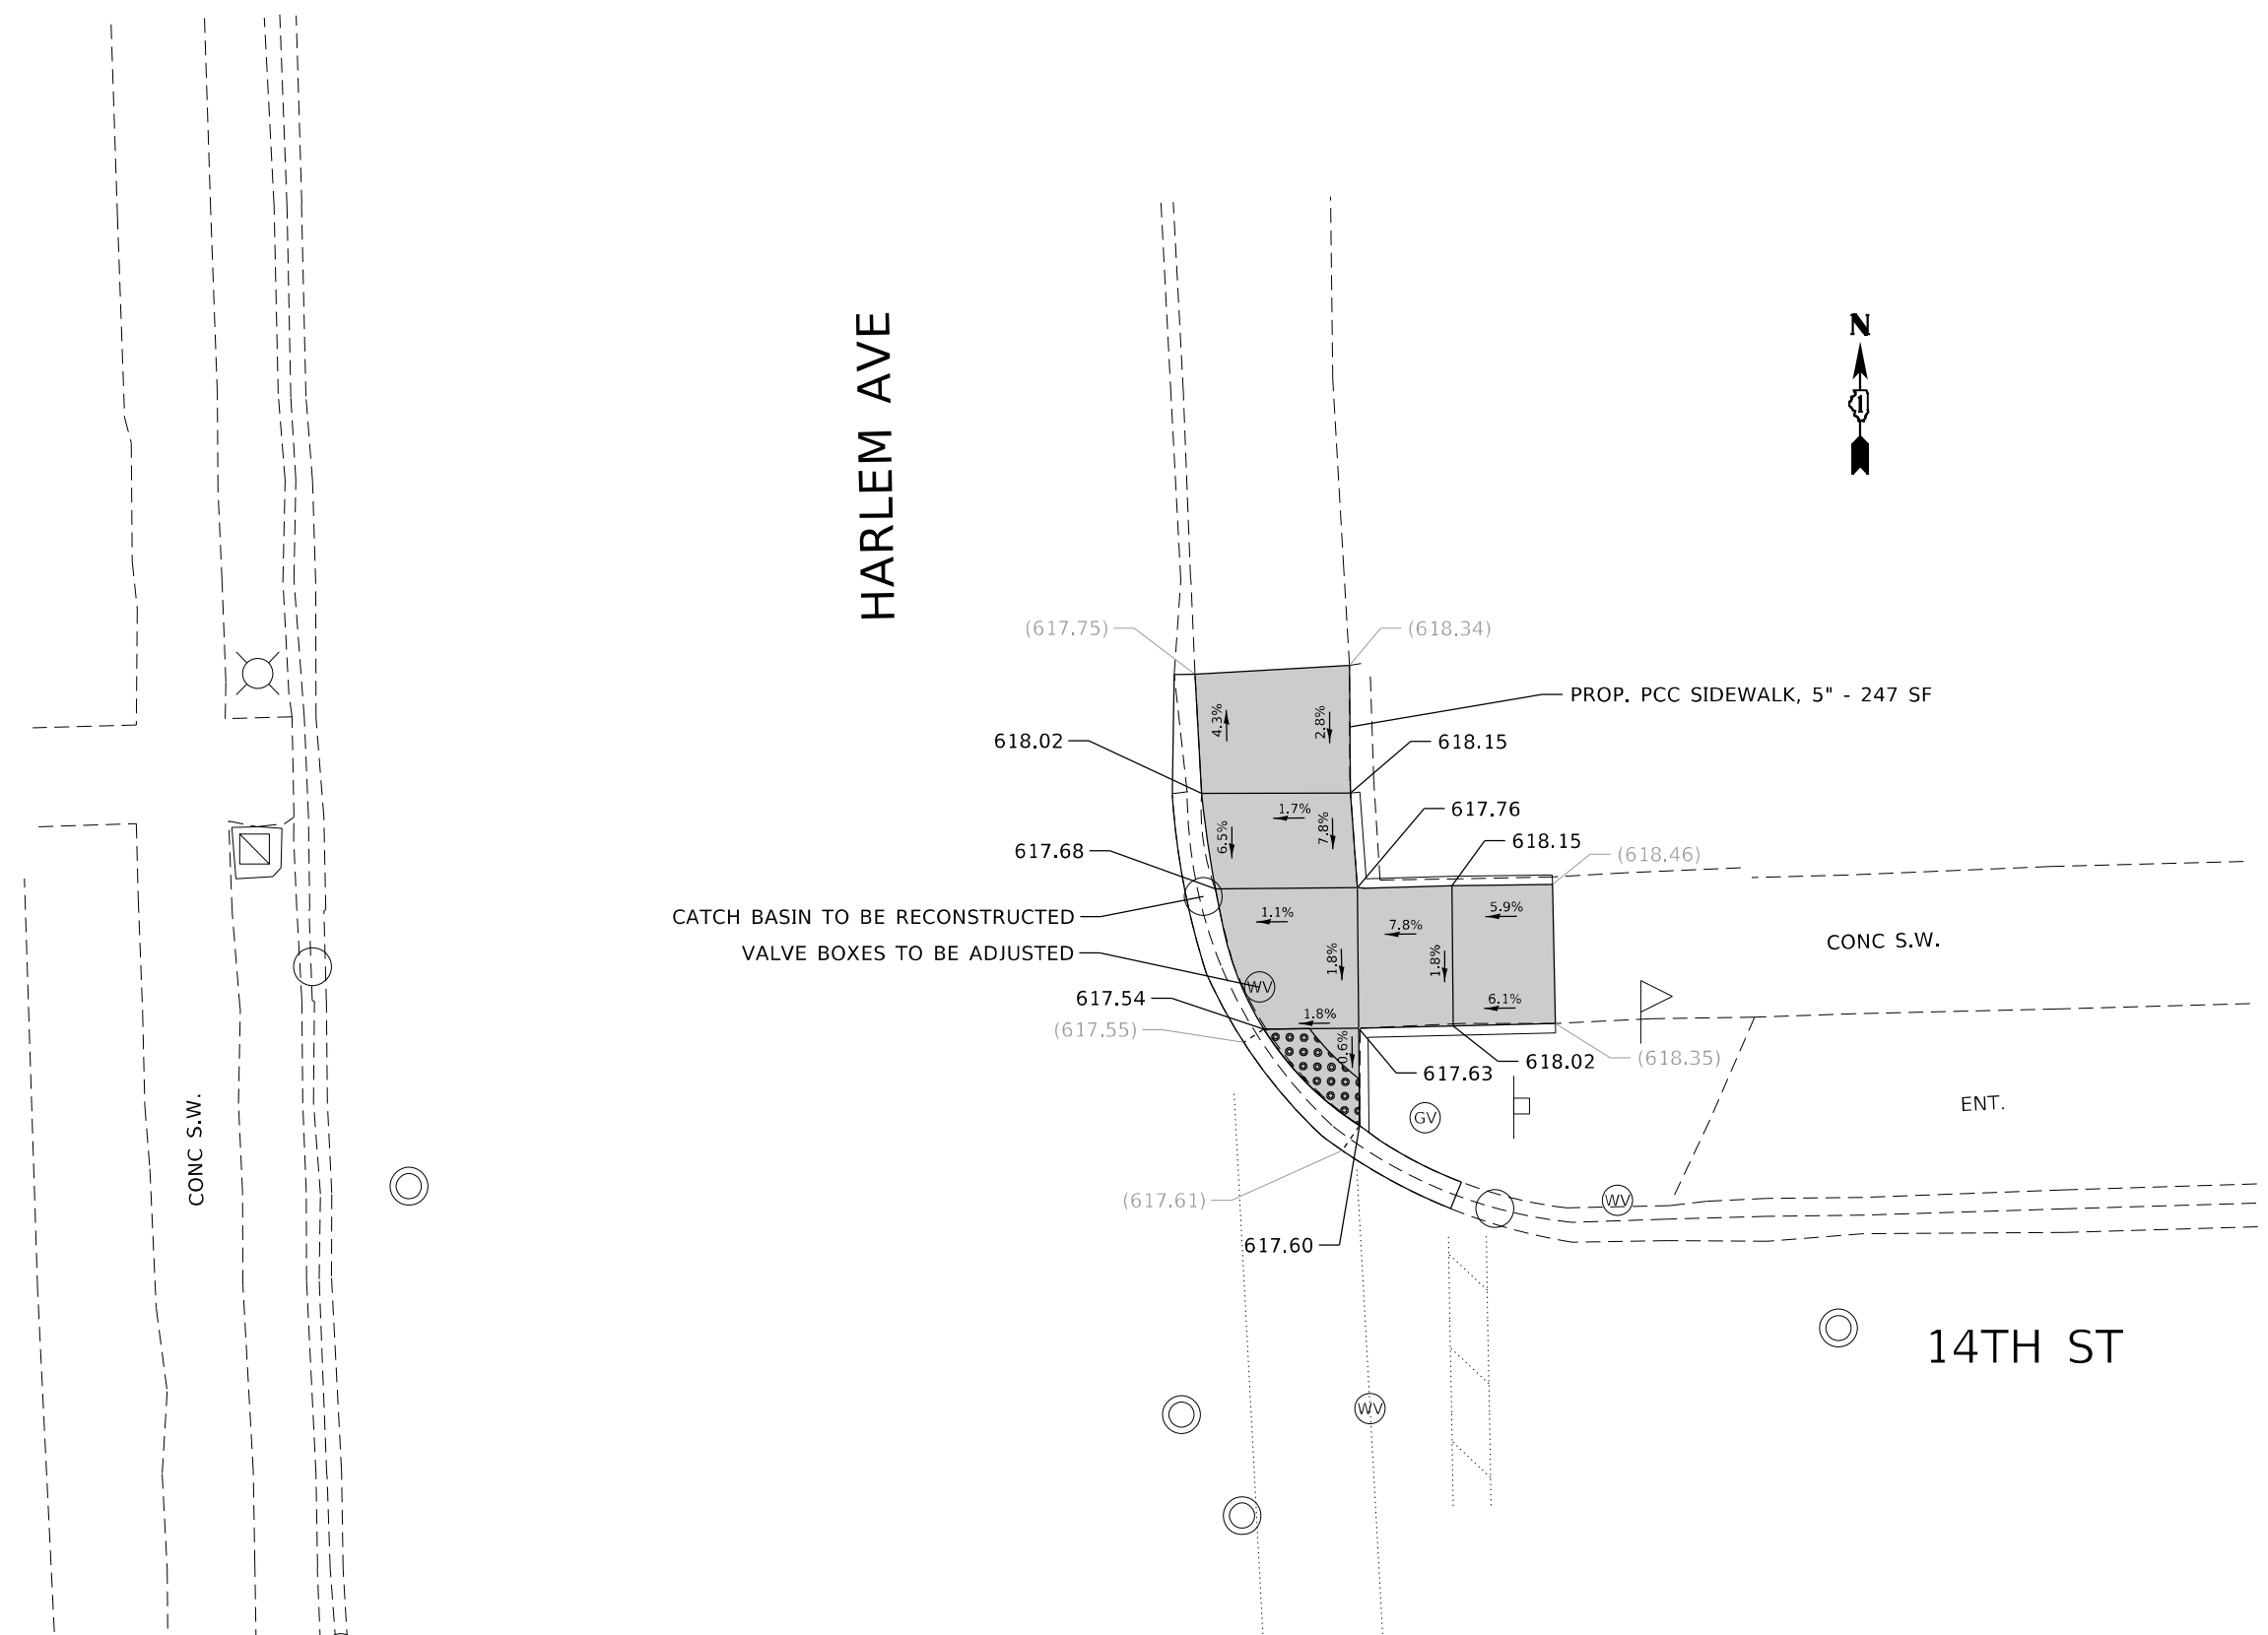 HARLEM AVE
N
1
(617.75)
(618.34)
PROP. PCC SIDEWALK, 5" - 247 SF
4.3%
2.8%
618.02
618.15
617.76
1.7%
6.5%
7.8%
618.15
617.68
(618.46)
CATCH BASIN TO BE RECONSTRUCTED
1.1%
7.8%
5.9%
VALVE BOXES TO BE ADJUSTED
1.8%
1.8%
CONC S.W.
WV
617.54
1.8%
6.1%
(617.55)
0.6%
617.63
618.02
(618.35)
GV
ENT.
CONC S.W.
(617.61)
WV
617.60
14TH ST
WV